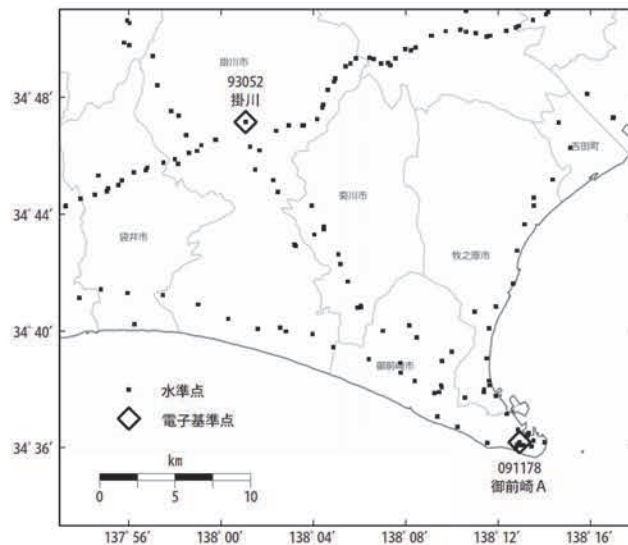 掛川市
93052
掛川
34˚ 48'
吉田町
34˚ 44'
菊川市
袋井市
牧之原市
34˚ 40'
御前崎市
水準点
電子基準点
34˚ 36'
km
0 5 10
091178
御前崎A
137˚ 56' 138˚ 00' 138˚ 04' 138˚ 08' 138˚ 12' 138˚ 16'